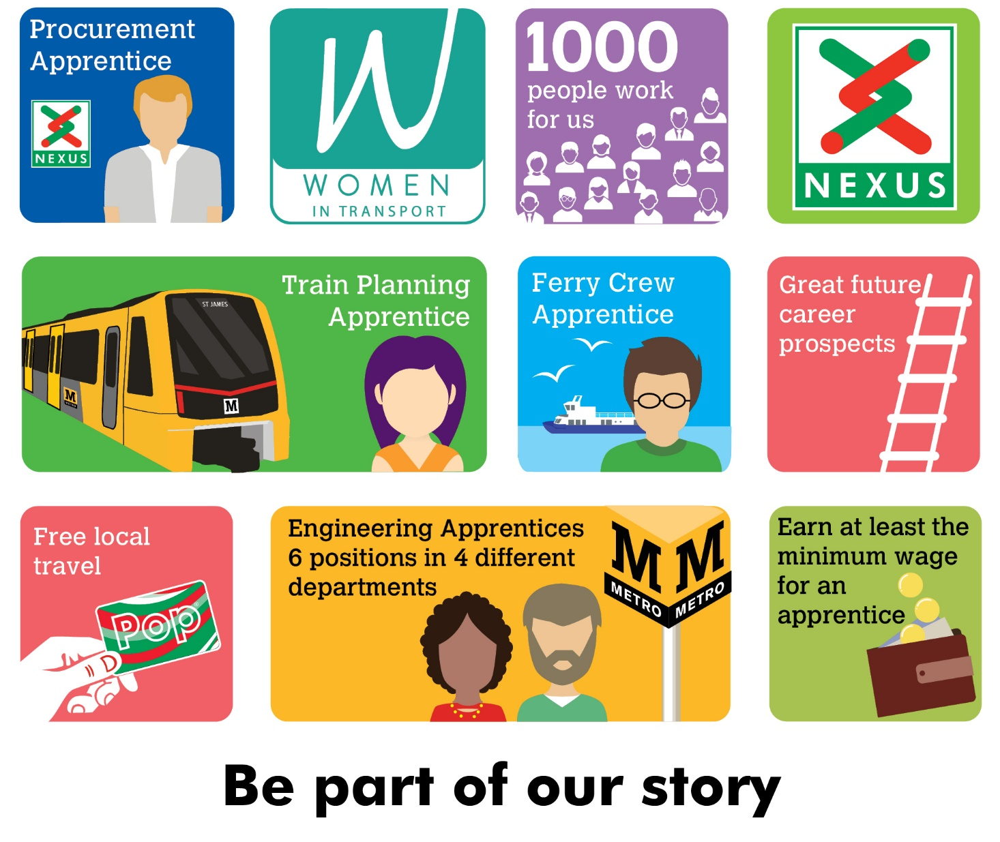 Procurement
Apprentice
NEXUS
W
WOMEN
IN TRANSPORT
1000
people work
for us
NEXUS
ST JAMES
M
METRO
M
Train Planning
Apprentice
Ferry Crew
Apprentice
Great future
career
prospects
Free local
travel
Pop
Engineering Apprentices
6 positions in 4 different
departments
M M
METRO METRO
Earn at least the
minimum wage
for an
apprentice
Be part of our story